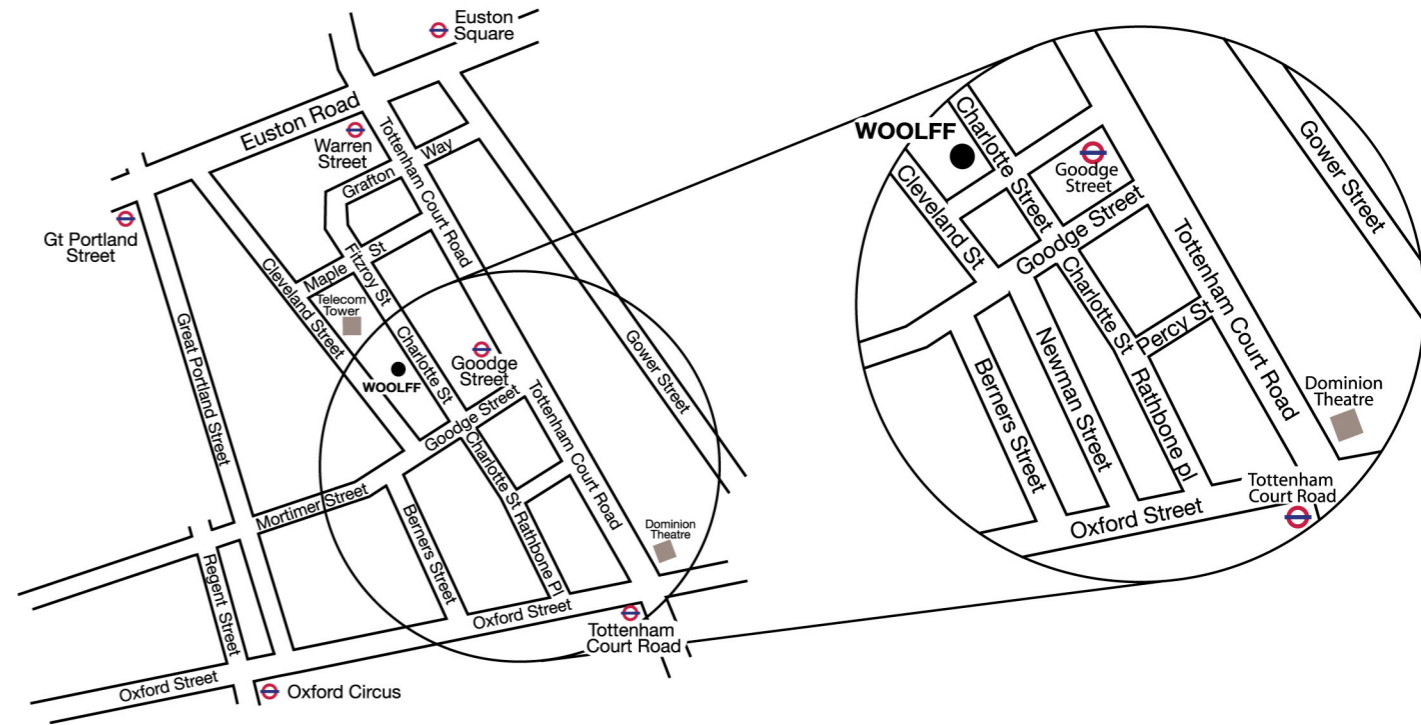 Euston
Square
Euston Road
Warren
Street
Tottenham Court Road
Grafton Way
Gt Portland
Street
Cleveland Street
Maple St
Fitzroy St
Telecom
Tower
Great Portland Street
Charlotte St
WOOLFF
Goodge
Street
Gower Street
Goodge Street
Tottenham Court Road
Charlotte St
Rathbone Pl
Mortimer Street
Berners Street
Dominion
Theatre
Regent Street
Oxford Street
Tottenham
Court Road
Oxford Street
Oxford Circus
WOOLFF
Charlotte Street
Cleveland St
Goodge
Street
Gower Street
Goodge Street
Tottenham Court Road
Charlotte St
Percy St
Newman Street
Berners Street
Rathbone pl
Dominion
Theatre
Tottenham
Court Road
Oxford Street